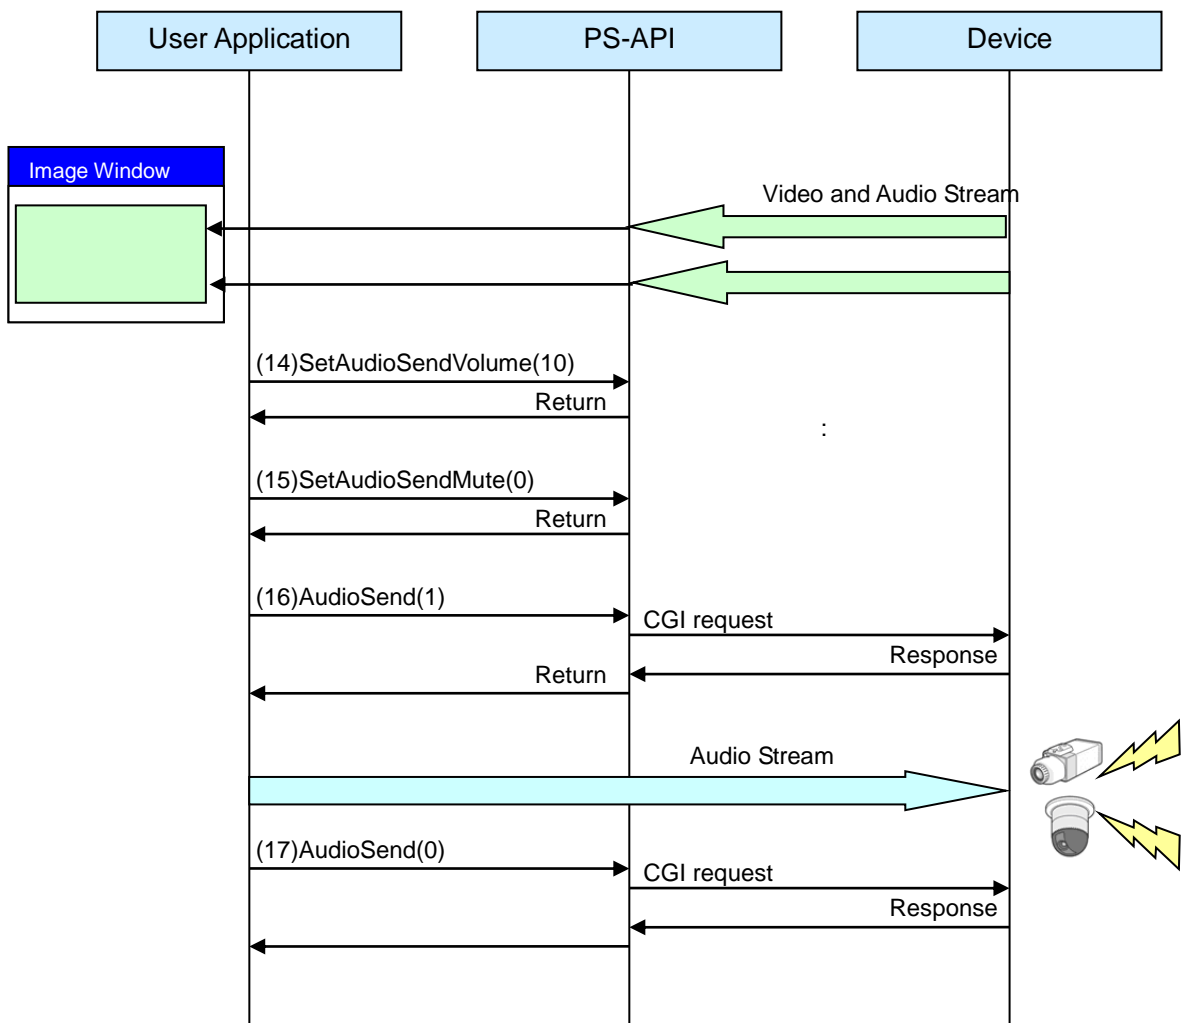 User Application
PS-API
Device
Image Window
Video and Audio Stream
(14)SetAudioSendVolume(10)
Return
:
(15)SetAudioSendMute(0)
Return
(16)AudioSend(1)
CGI request
Response
Return
Audio Stream
(17)AudioSend(0)
CGI request
Response